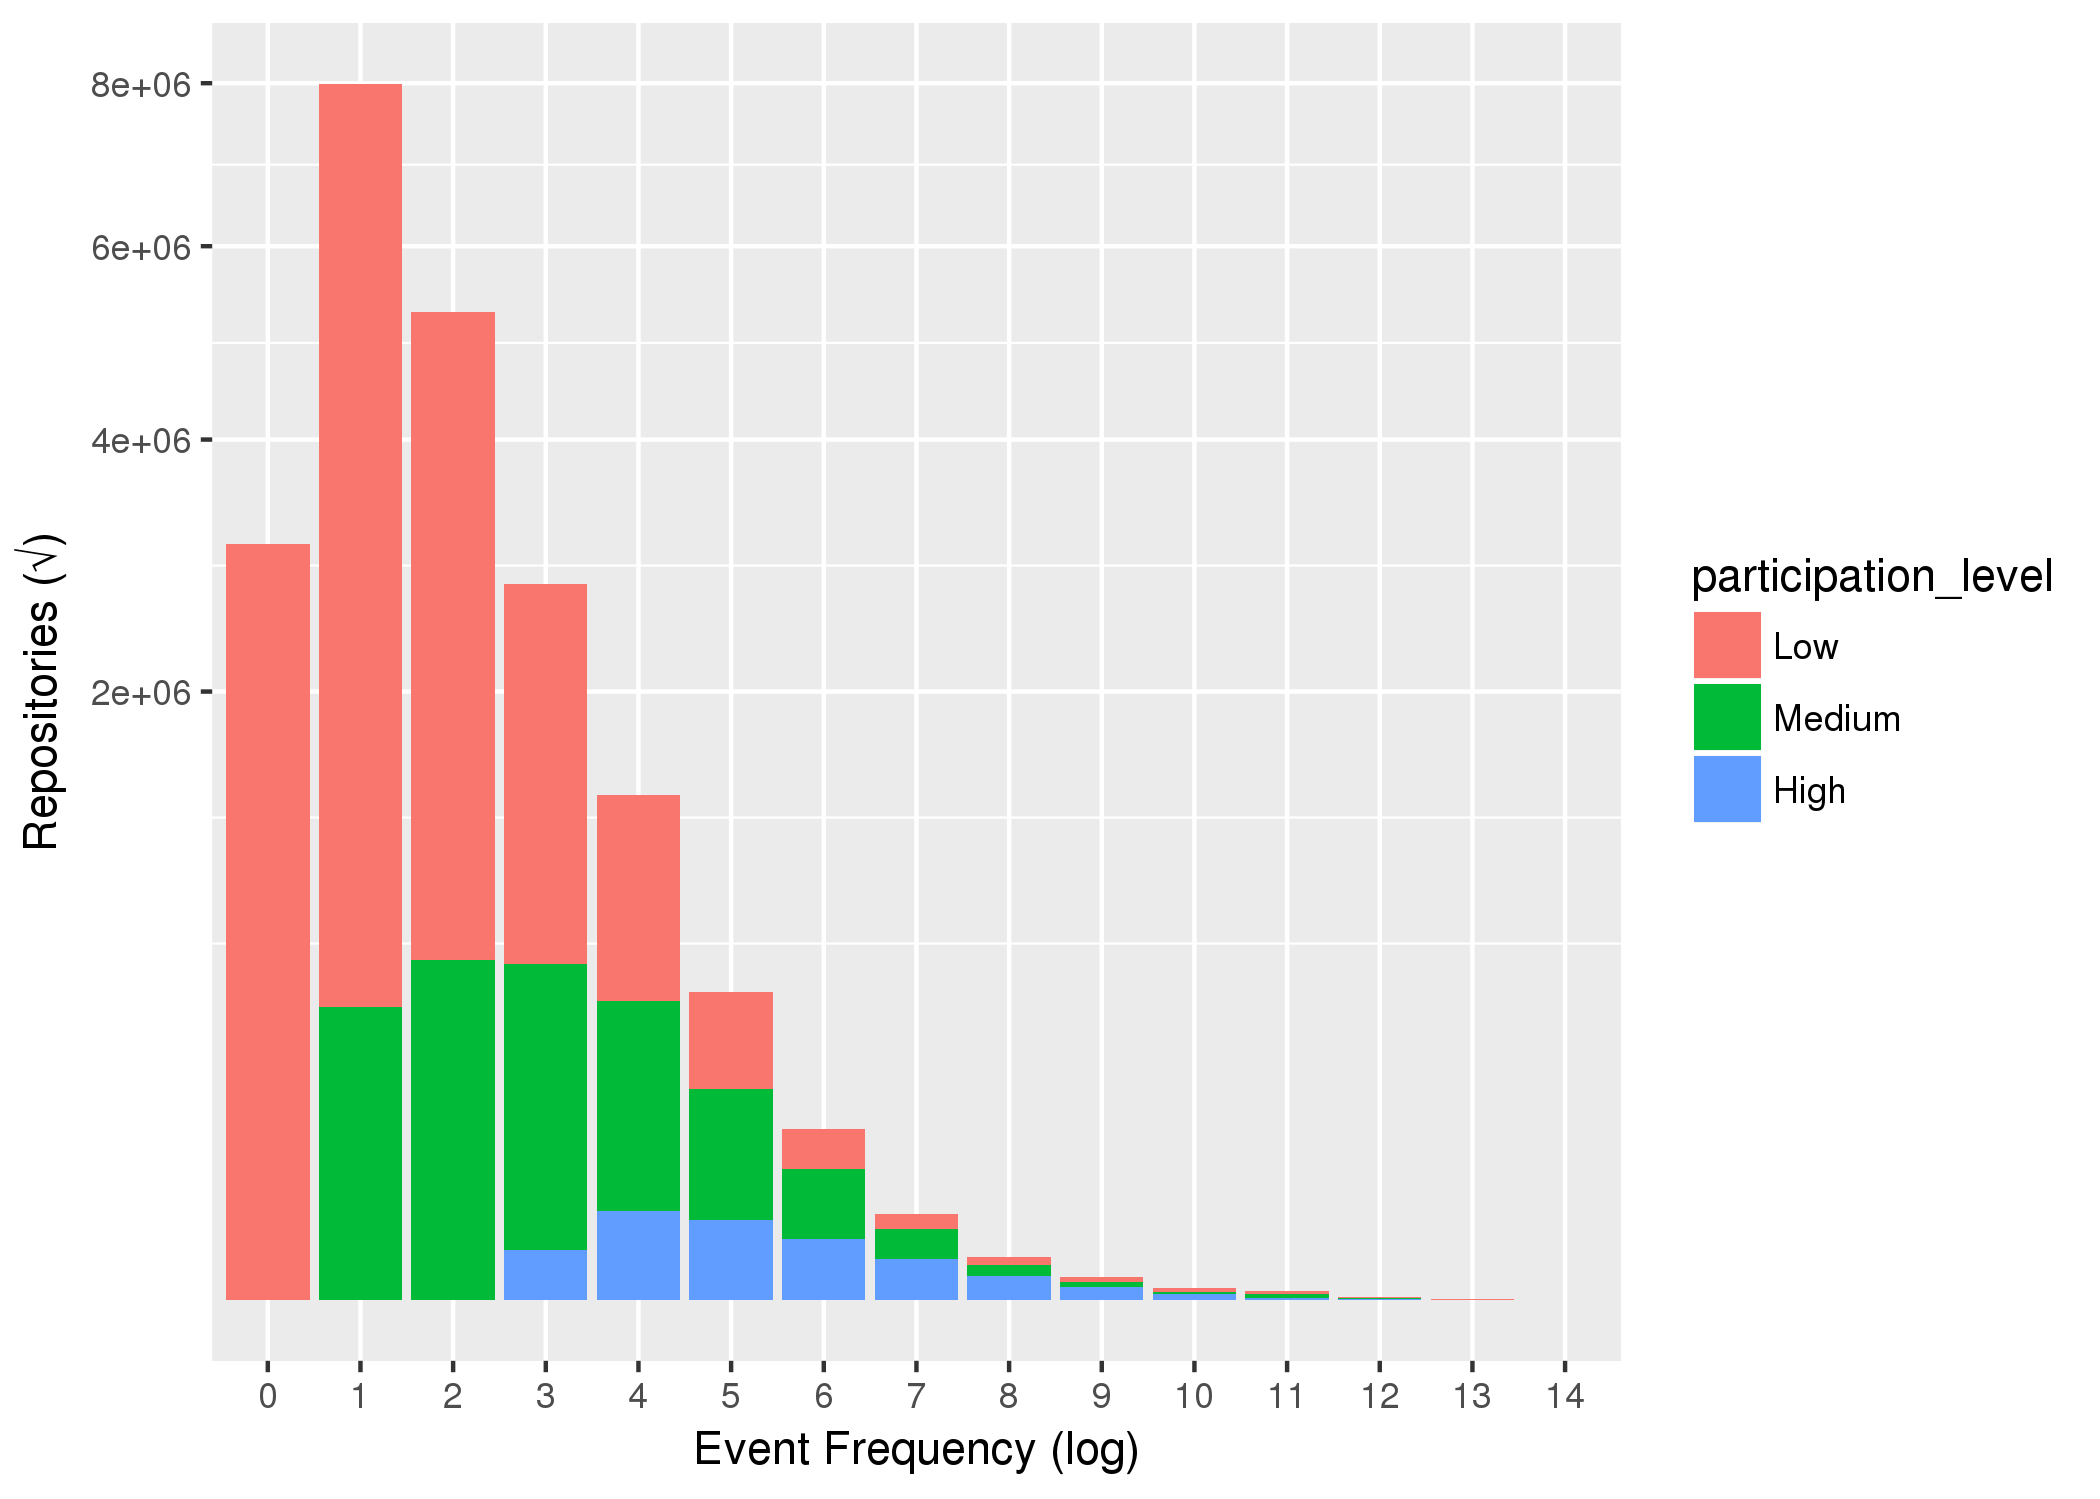 8e+06
6e+06
4e+06
2e+06
Repositories (√)
0 1 2 3 4 5 6 7 8 9 10 11 12 13 14
Event Frequency (log)
participation_level
Low
Medium
High